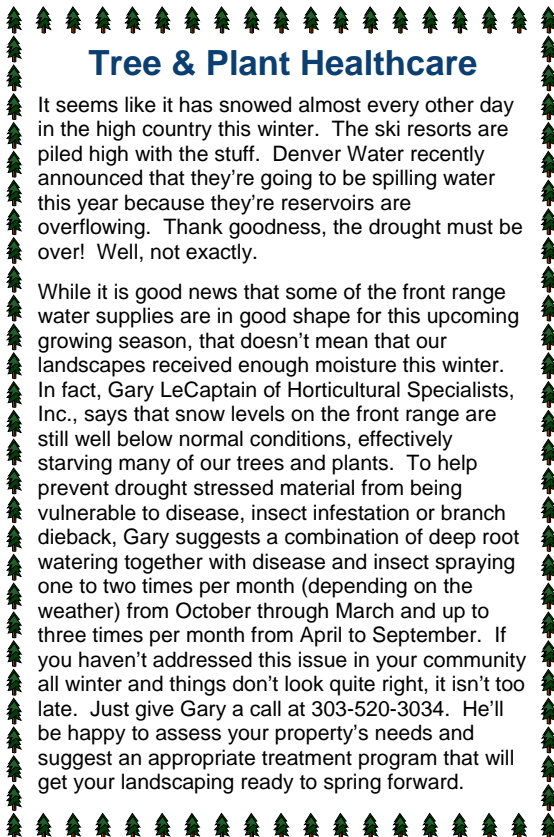 Tree & Plant Healthcare
It seems like it has snowed almost every other day
in the high country this winter.  The ski resorts are
piled high with the stuff.  Denver Water recently
announced that they're going to be spilling water
this year because they're reservoirs are
overflowing.  Thank goodness, the drought must be
over!  Well, not exactly.
While it is good news that some of the front range
water supplies are in good shape for this upcoming
growing season, that doesn't mean that our
landscapes received enough moisture this winter.
In fact, Gary LeCaptain of Horticultural Specialists,
Inc., says that snow levels on the front range are
still well below normal conditions, effectively
starving many of our trees and plants.  To help
prevent drought stressed material from being
vulnerable to disease, insect infestation or branch
dieback, Gary suggests a combination of deep root
watering together with disease and insect spraying
one to two times per month (depending on the
weather) from October through March and up to
three times per month from April to September.  If
you haven't addressed this issue in your community
all winter and things don't look quite right, it isn't too
late.  Just give Gary a call at 303-520-3034.  He'll
be happy to assess your property's needs and
suggest an appropriate treatment program that will
get your landscaping ready to spring forward.